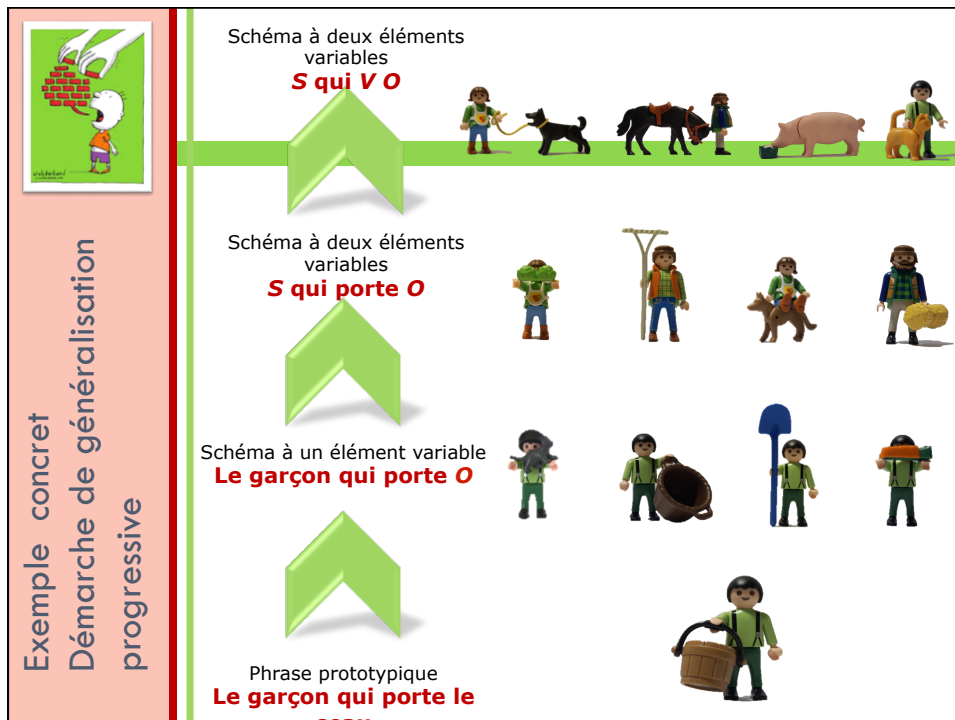 Exemple concret
Démarche de généralisation
progressive
Schéma à deux éléments
variables
S qui V O
Schéma à deux éléments
variables
S qui porte O
Schéma à un élément variable
Le garçon qui porte O
Phrase prototypique
Le garçon qui porte le